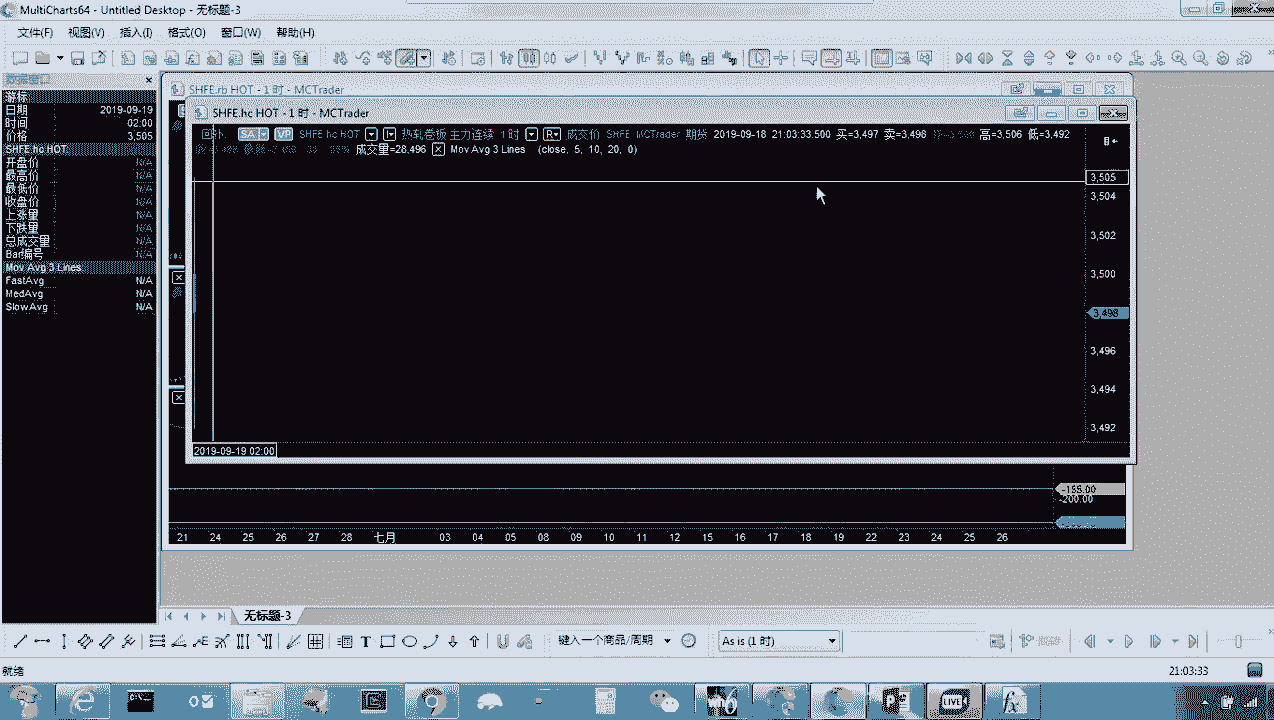 MultiCharts64 - Untitled Desktop - 无标题-3
文件(F) 视图(V) 插入(I) 格式(O) 窗口(W) 帮助(H)
数据窗口
游标
日期 2019-09-19
时间 02:00
价格 3,505
SHFE.hc HOT
开盘价 N/A
最高价 N/A
最低价 N/A
收盘价 N/A
上涨量 N/A
下跌量 N/A
总成交量 N/A
Bar编号 N/A
Mov Avg 3 Lines
FastAvg N/A
MedAvg N/A
SlowAvg N/A
SHFE.rb HOT - 1 时 - MCTrader
SHFE.hc HOT - 1 时 - MCTrader
SA VP SHFE hc HOT 热轧卷板 主力连续 1时 R 成交价 SHFE MCTrader 期货 2019-09-18 21:03:33.500 买=3,497 卖=3,496 高=3,506 低=3,492
成交量=28,496 Mov Avg 3 Lines (close, 5, 10, 20, 0)
3,505
3,504
3,502
3,500
3,498
3,496
3,494
3,492
2019-09-19 02:00
-155.00
-200.00
21 24 25 26 27 28 七月 03 04 05 08 09 10 11 12 15 16 17 18 19 22 23 24 25 26
无标题-3
键入一个商品/周期 As is (1 时)
就绪 21:03:33
LIVE